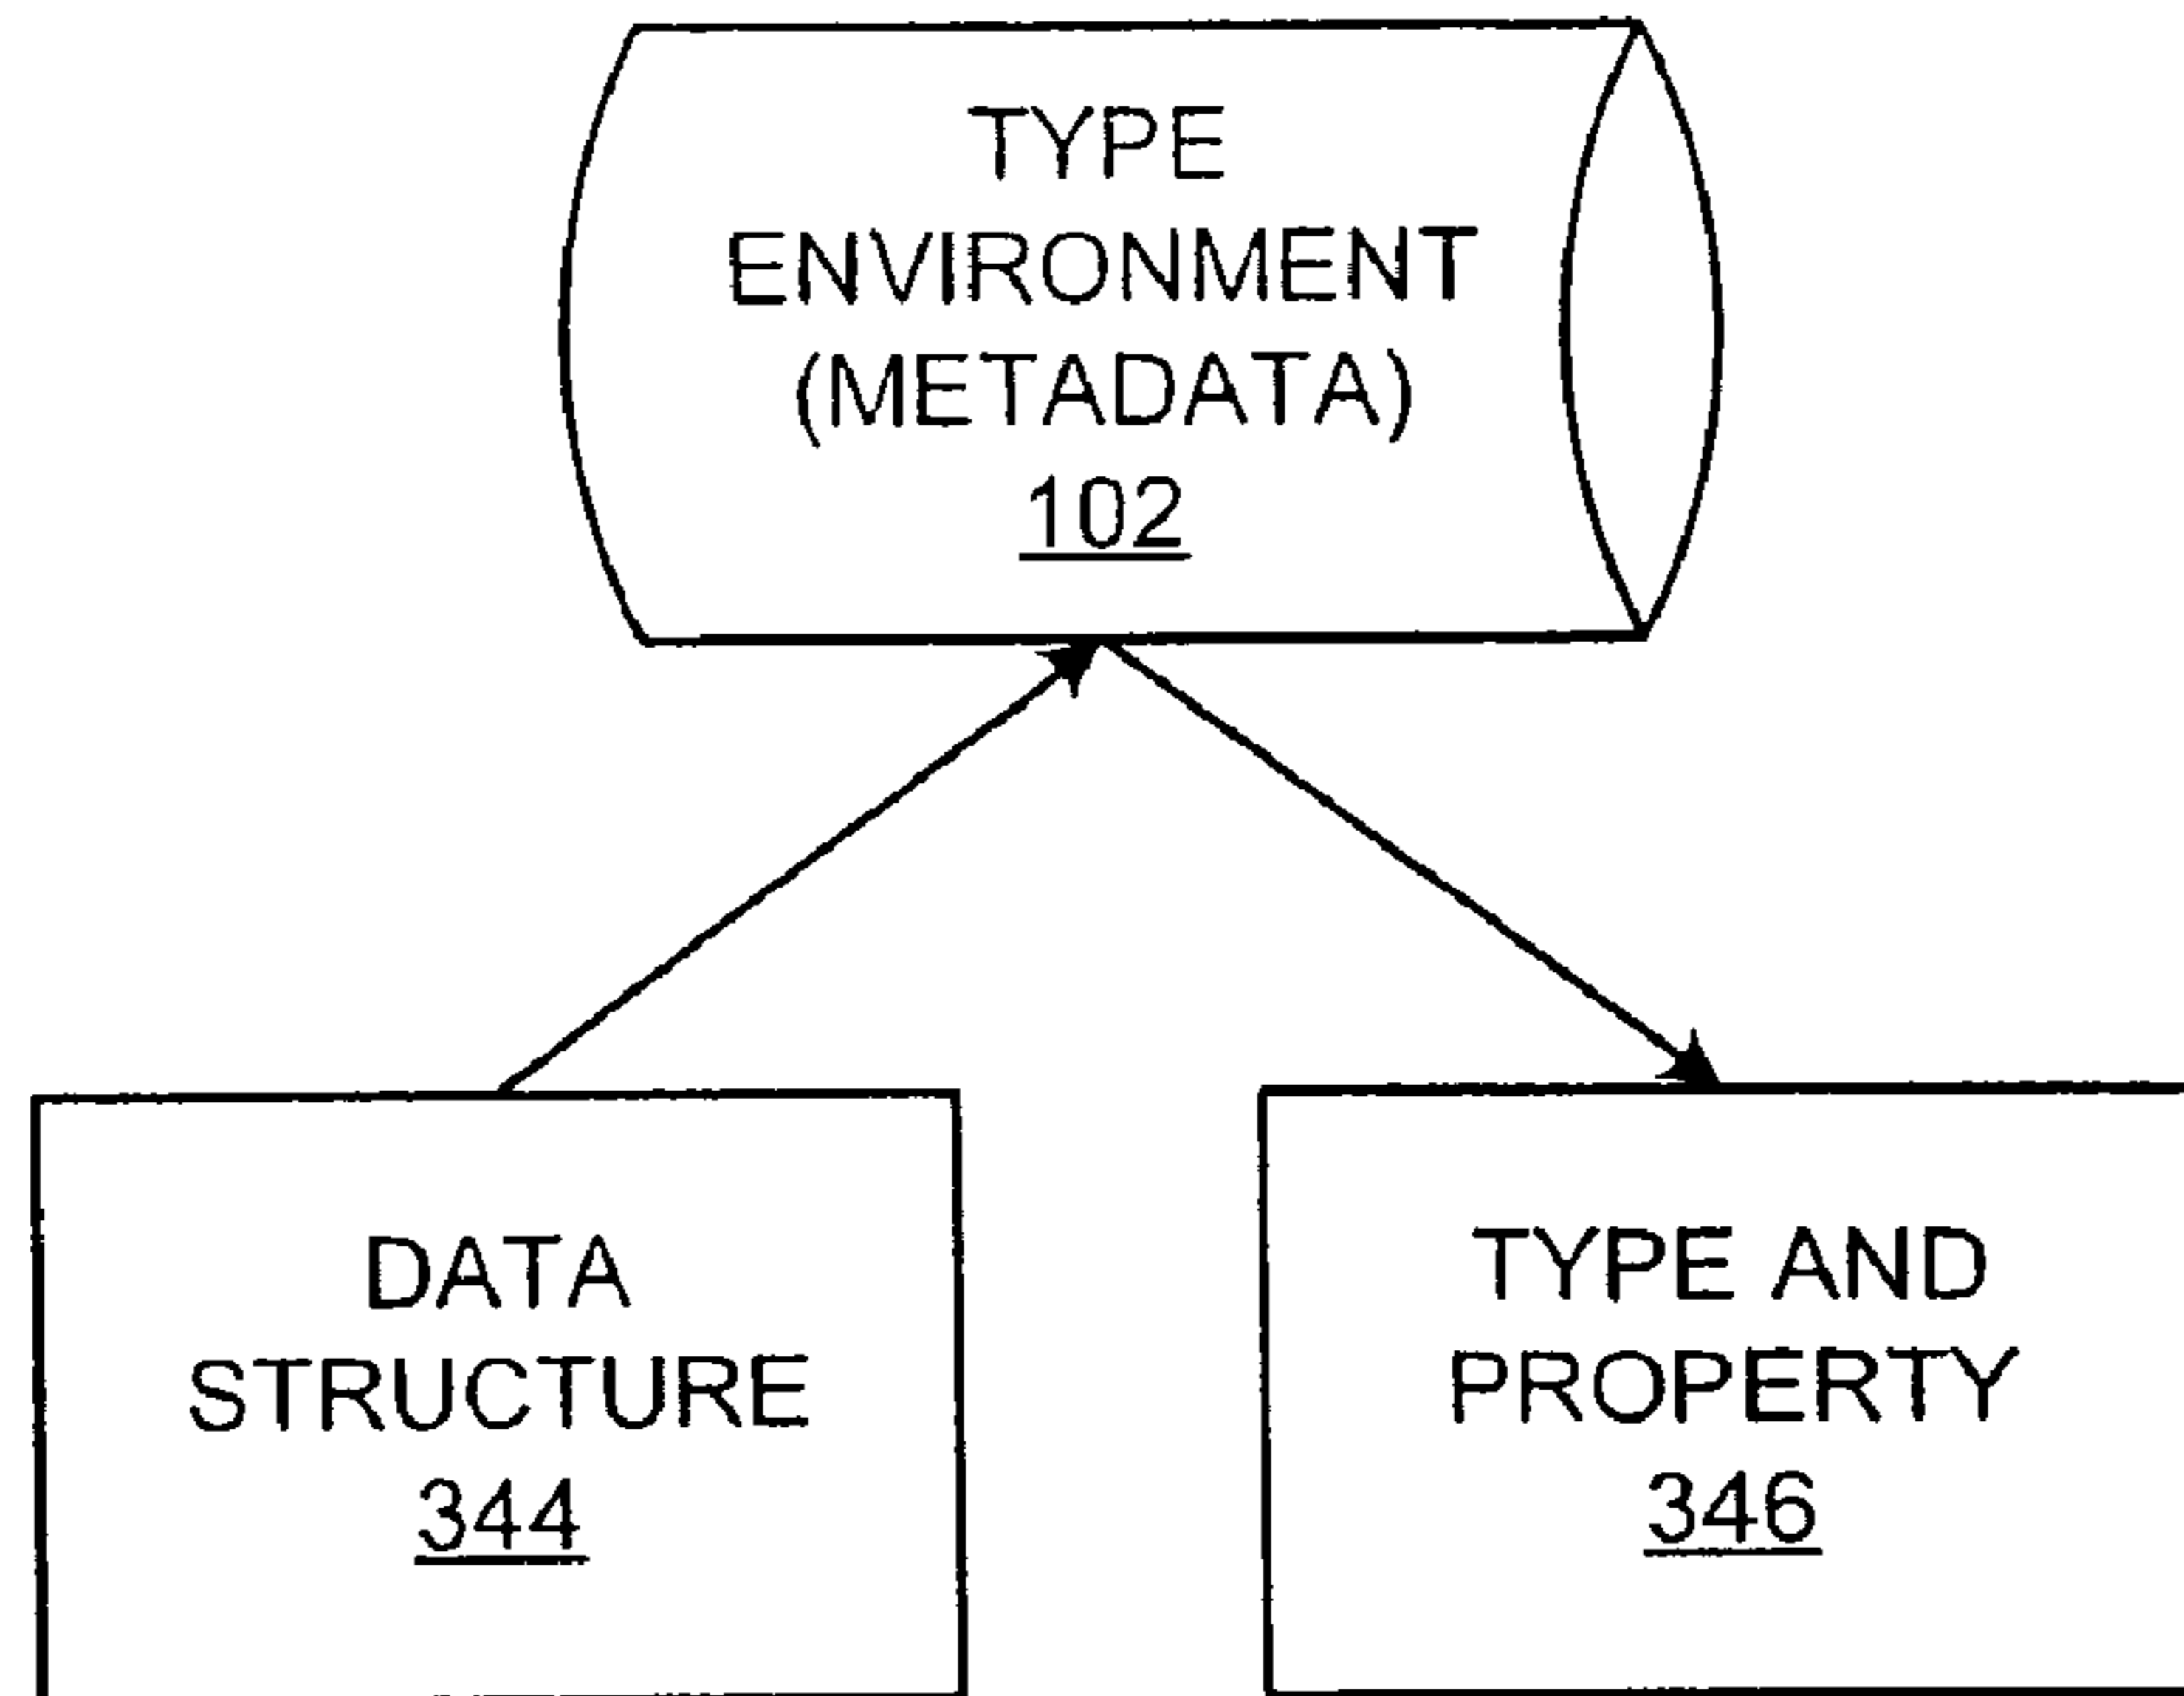 TYPE
ENVIRONMENT
(METADATA)
102
DATA
STRUCTURE
344
TYPE AND
PROPERTY
346